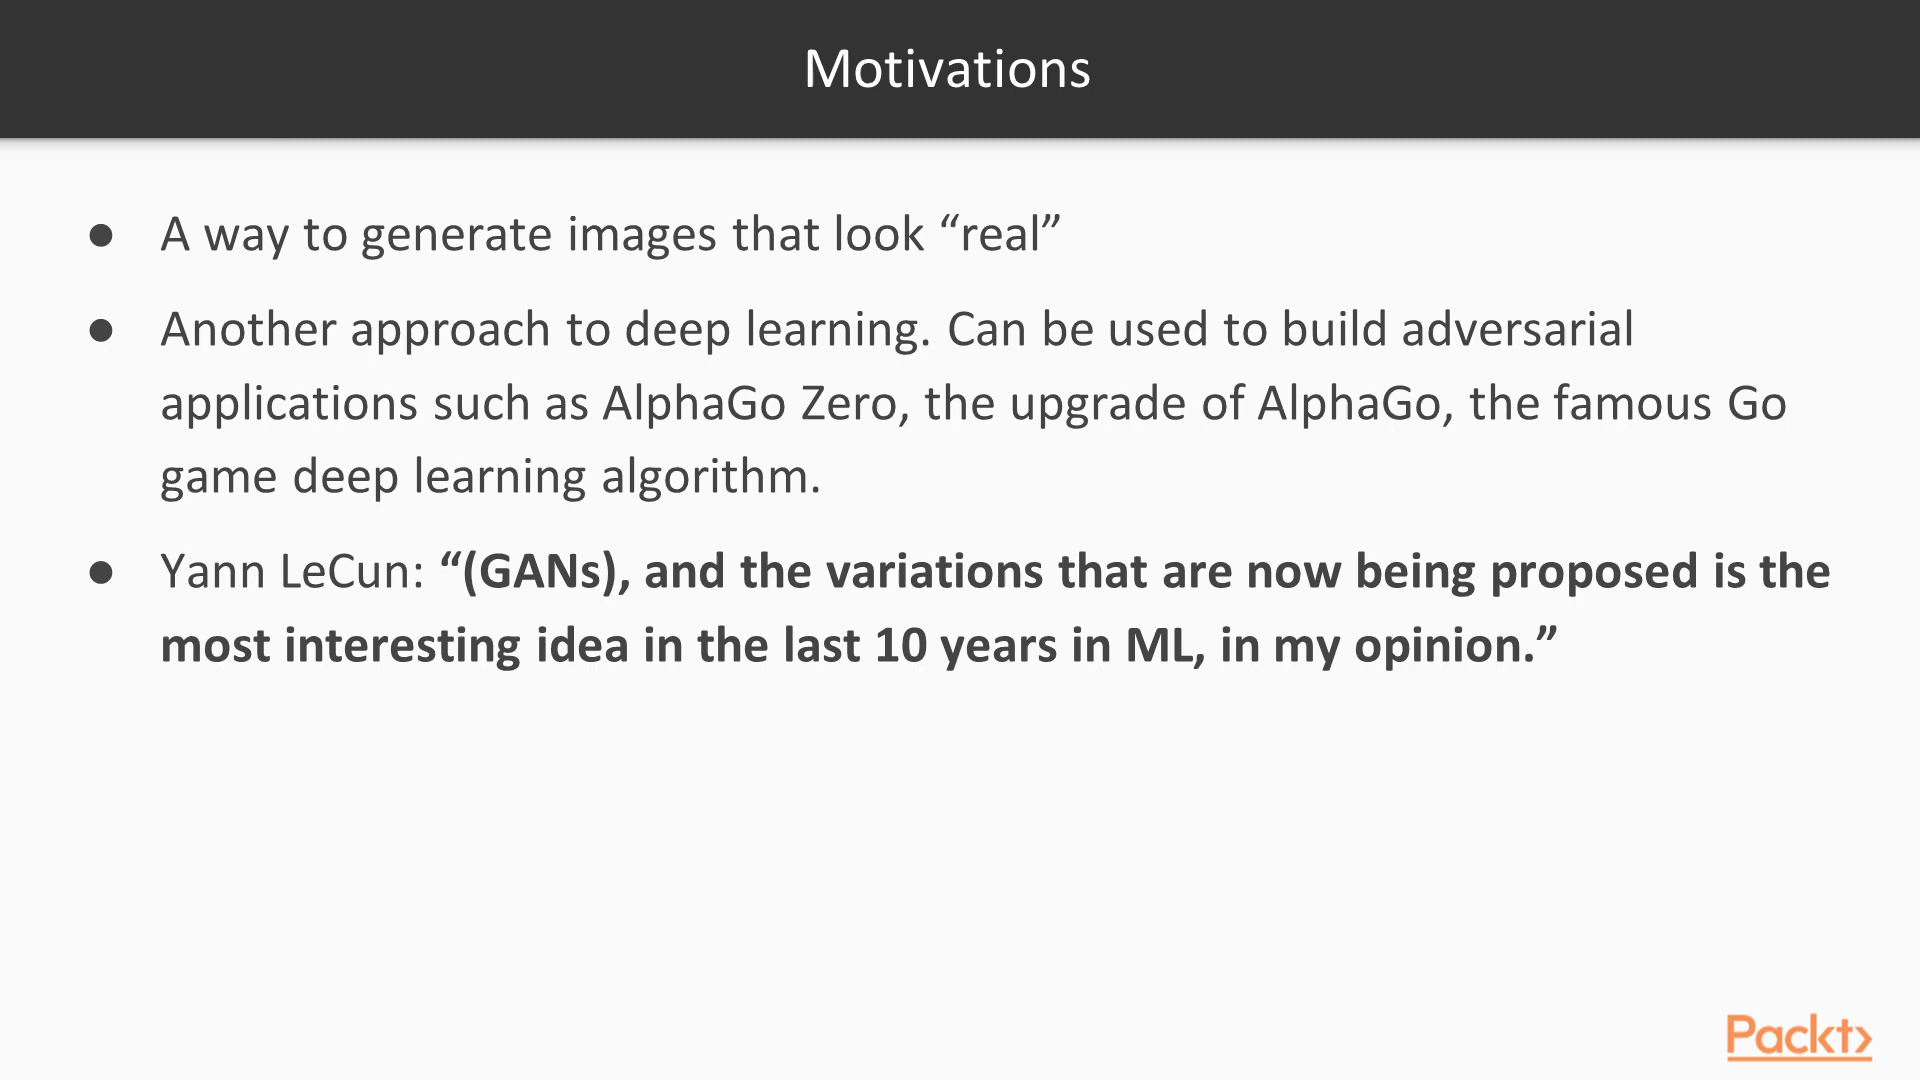 Motivations
● A way to generate images that look “real”
● Another approach to deep learning. Can be used to build adversarial
applications such as AlphaGo Zero, the upgrade of AlphaGo, the famous Go
game deep learning algorithm.
● Yann LeCun: “(GANs), and the variations that are now being proposed is the
most interesting idea in the last 10 years in ML, in my opinion.”
Packt>